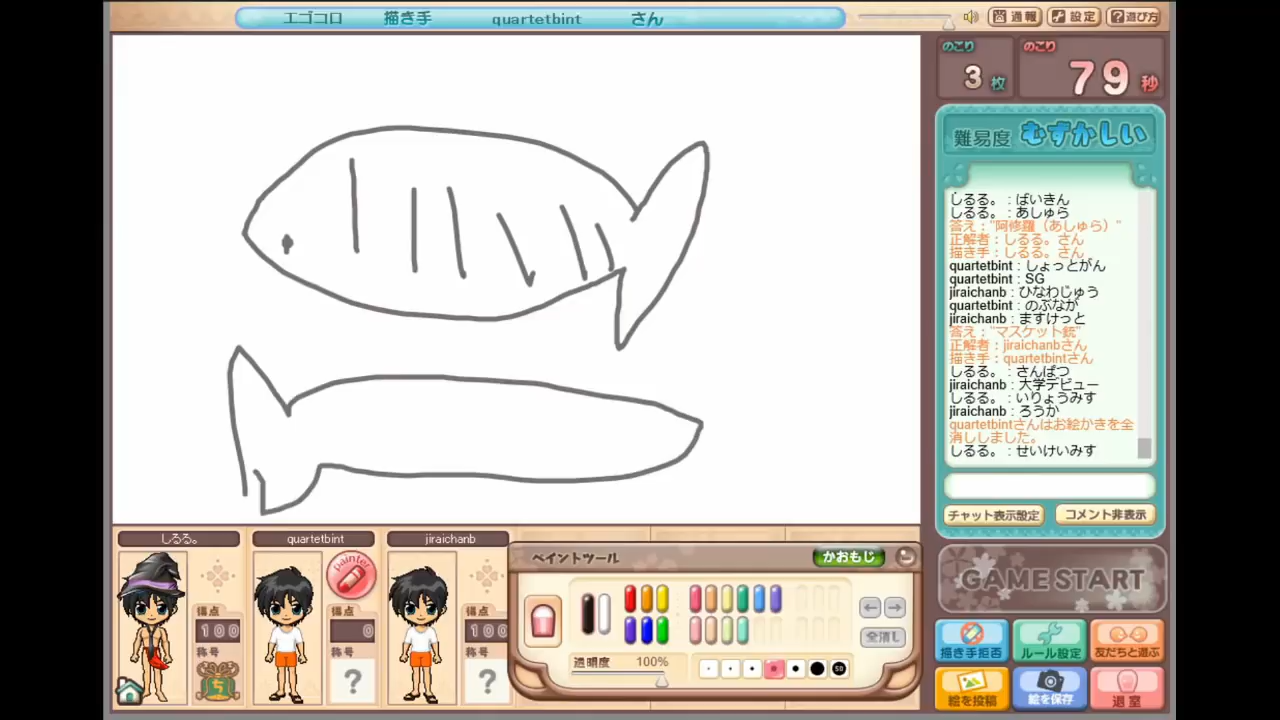 エゴコロ 描き手 quartetbint さん
通報 設定 ?遊び方
のこり 3 枚 のこり 79 秒
難易度 むずかしい
しるる。：ばいきん
しるる。：あしゅら
答え："阿修羅（あしゅら）"
正解者：しるる。さん
描き手：しるる。さん
quartetbint：しょっとがん
quartetbint：SG
jiraichanb：ひなわじゅう
quartetbint：のぶなが
jiraichanb：ますけっと
答え："マスケット銃"
正解者：jiraichanbさん
描き手：quartetbintさん
しるる。：さんぱつ
jiraichanb：大学デビュー
しるる。：いりょうみす
jiraichanb：ろうか
quartetbintさんはお絵かきを全
消ししました。
しるる。：せいけいみす
チャット表示設定 コメント非表示
しるる。 quartetbint jiraichanb
painter
得点 得点 得点
100 0 100
称号 称号 称号
ち ? ?
ペイントツール かおもじ
全消し
透明度 100% 50
GAME START
描き手拒否 ルール設定 友だちと遊ぶ
絵を投稿 絵を保存 退室